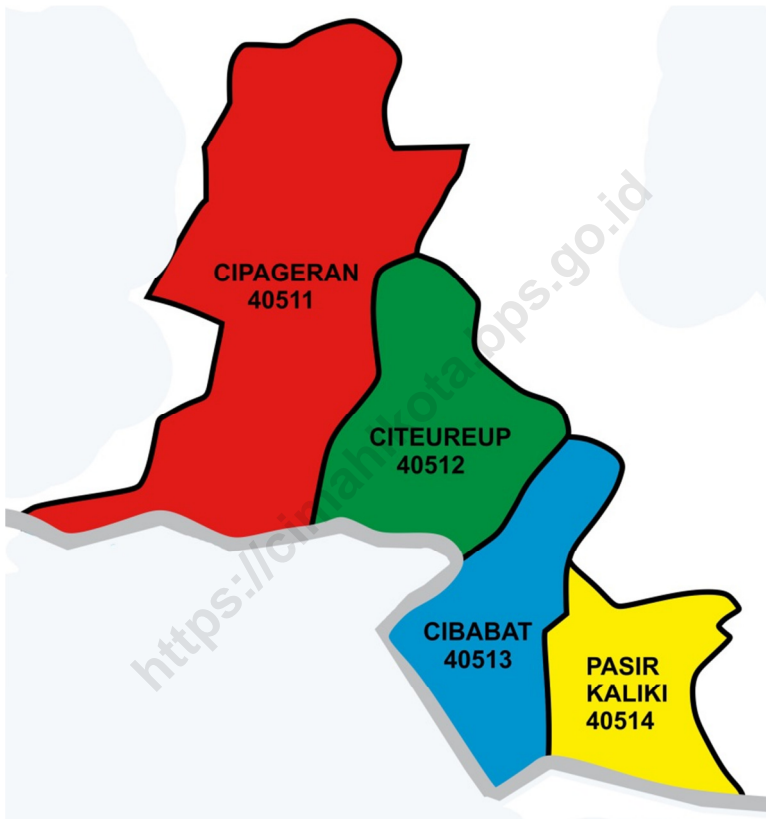 CIPAGERAN
40511
CITEUREUP
40512
CIBABAT
40513
PASIR
KALIKI
40514
https://cimahikota.bps.go.id